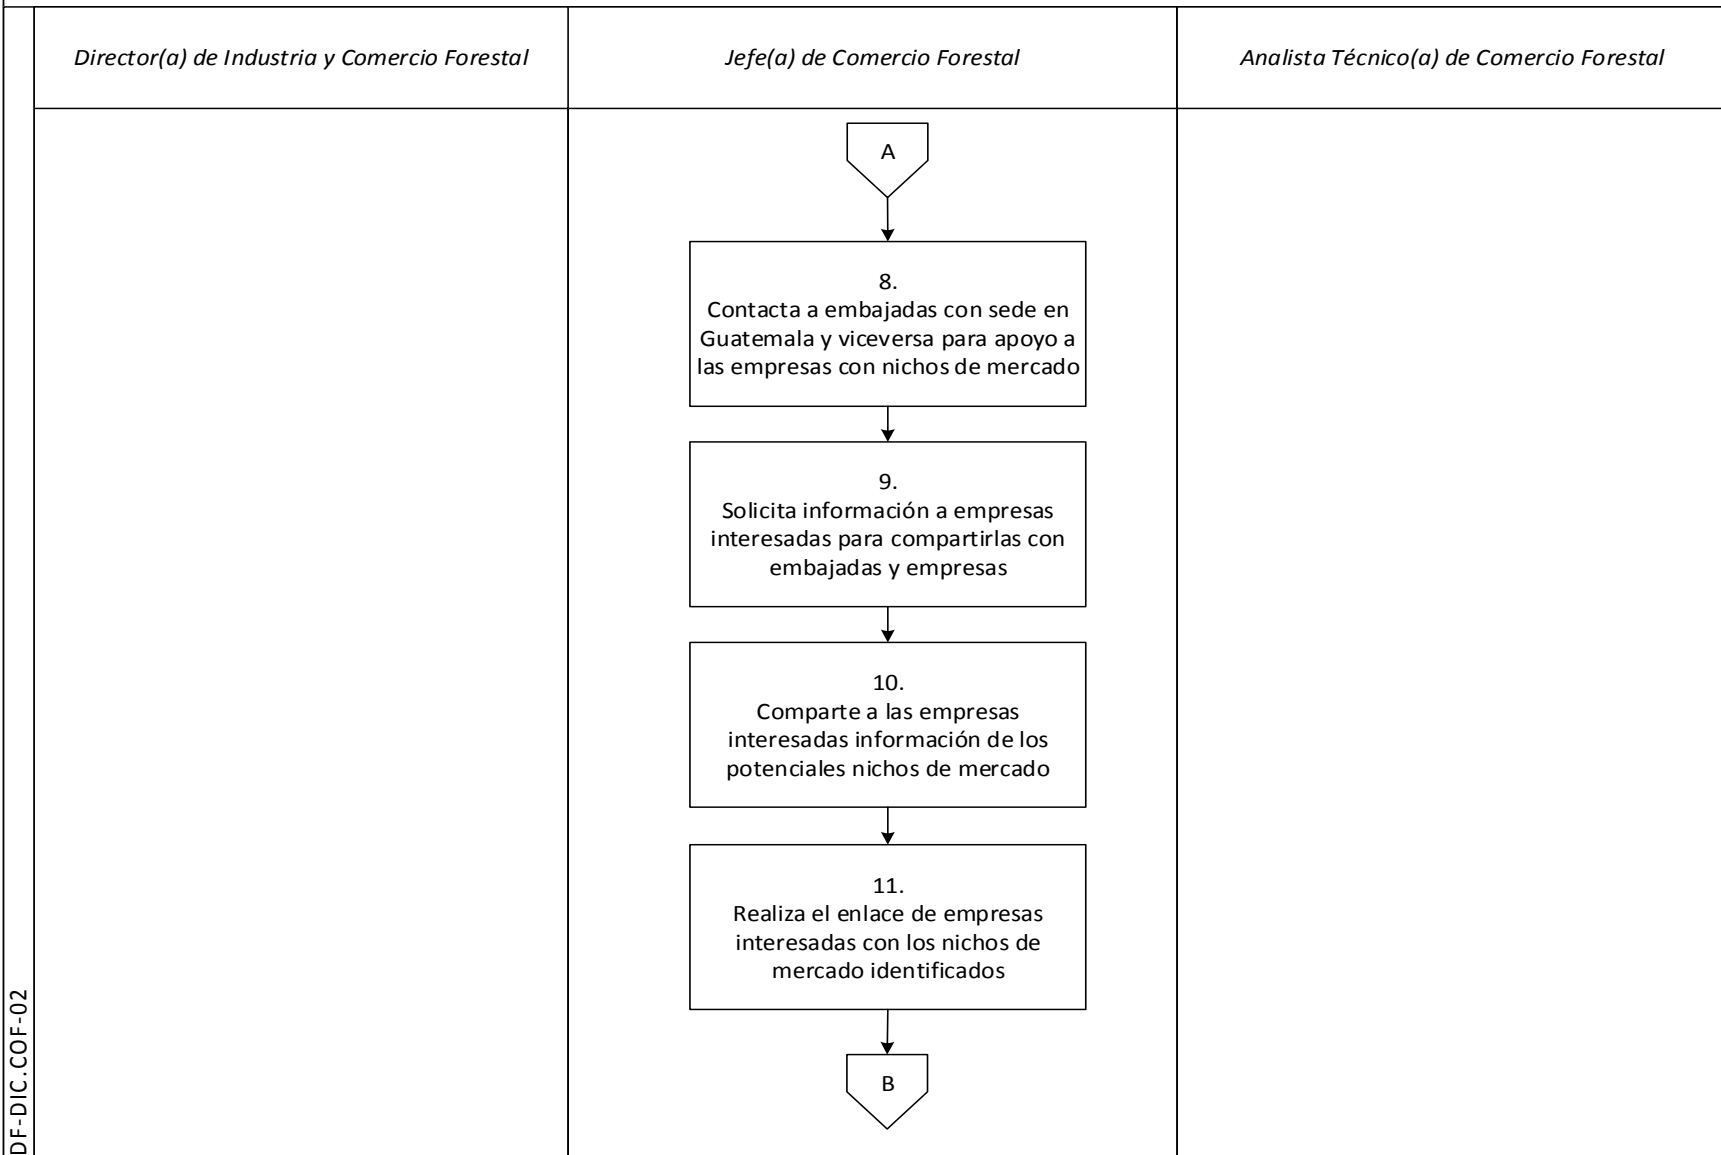 Director(a) de Industria y Comercio Forestal
Jefe(a) de Comercio Forestal
Analista Técnico(a) de Comercio Forestal
A
8.
Contacta a embajadas con sede en
Guatemala y viceversa para apoyo a
las empresas con nichos de mercado
9.
Solicita información a empresas
interesadas para compartirlas con
embajadas y empresas
10.
Comparte a las empresas
interesadas información de los
potenciales nichos de mercado
11.
Realiza el enlace de empresas
interesadas con los nichos de
mercado identificados
B
DF-DIC.COF-02